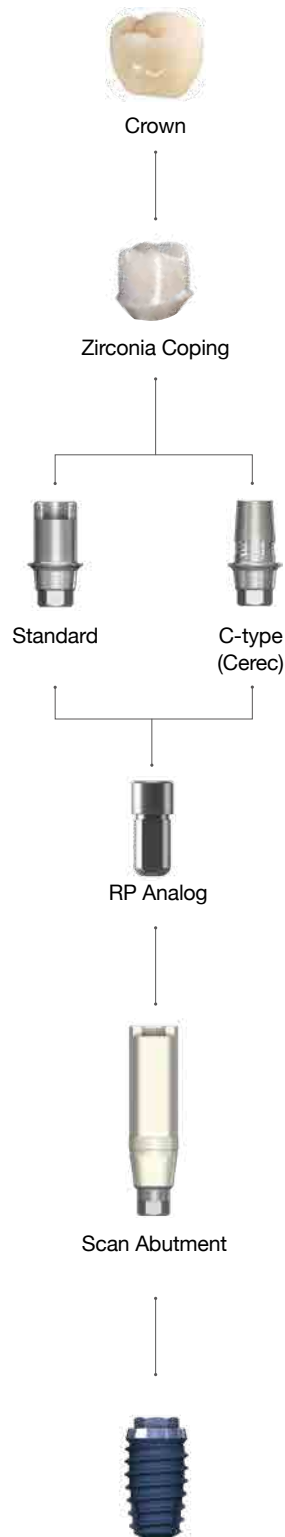 Crown
Zirconia Coping
Standard
C-type
(Cerec)
RP Analog
Scan Abutment